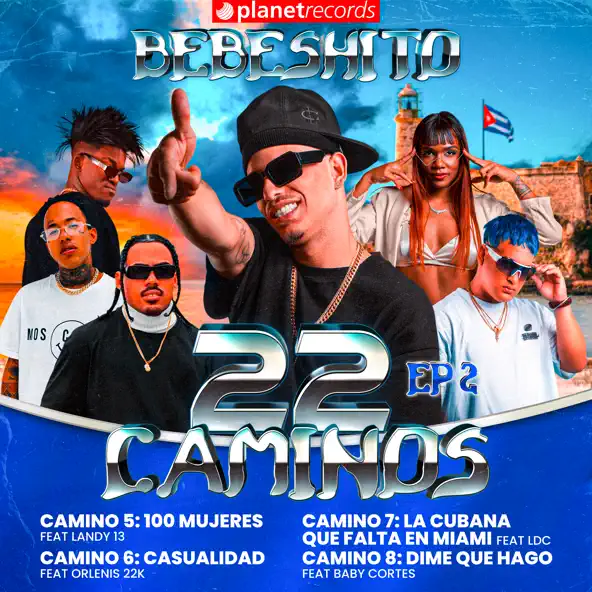 planetrecords
BEBESHITO
NOS C
22
EP 2
CAMINOS
CAMINO 5: 100 MUJERES
FEAT LANDY 13
CAMINO 6: CASUALIDAD
FEAT ORLENIS 22K
CAMINO 7: LA CUBANA
QUE FALTA EN MIAMI FEAT LDC
CAMINO 8: DIME QUE HAGO
FEAT BABY CORTES